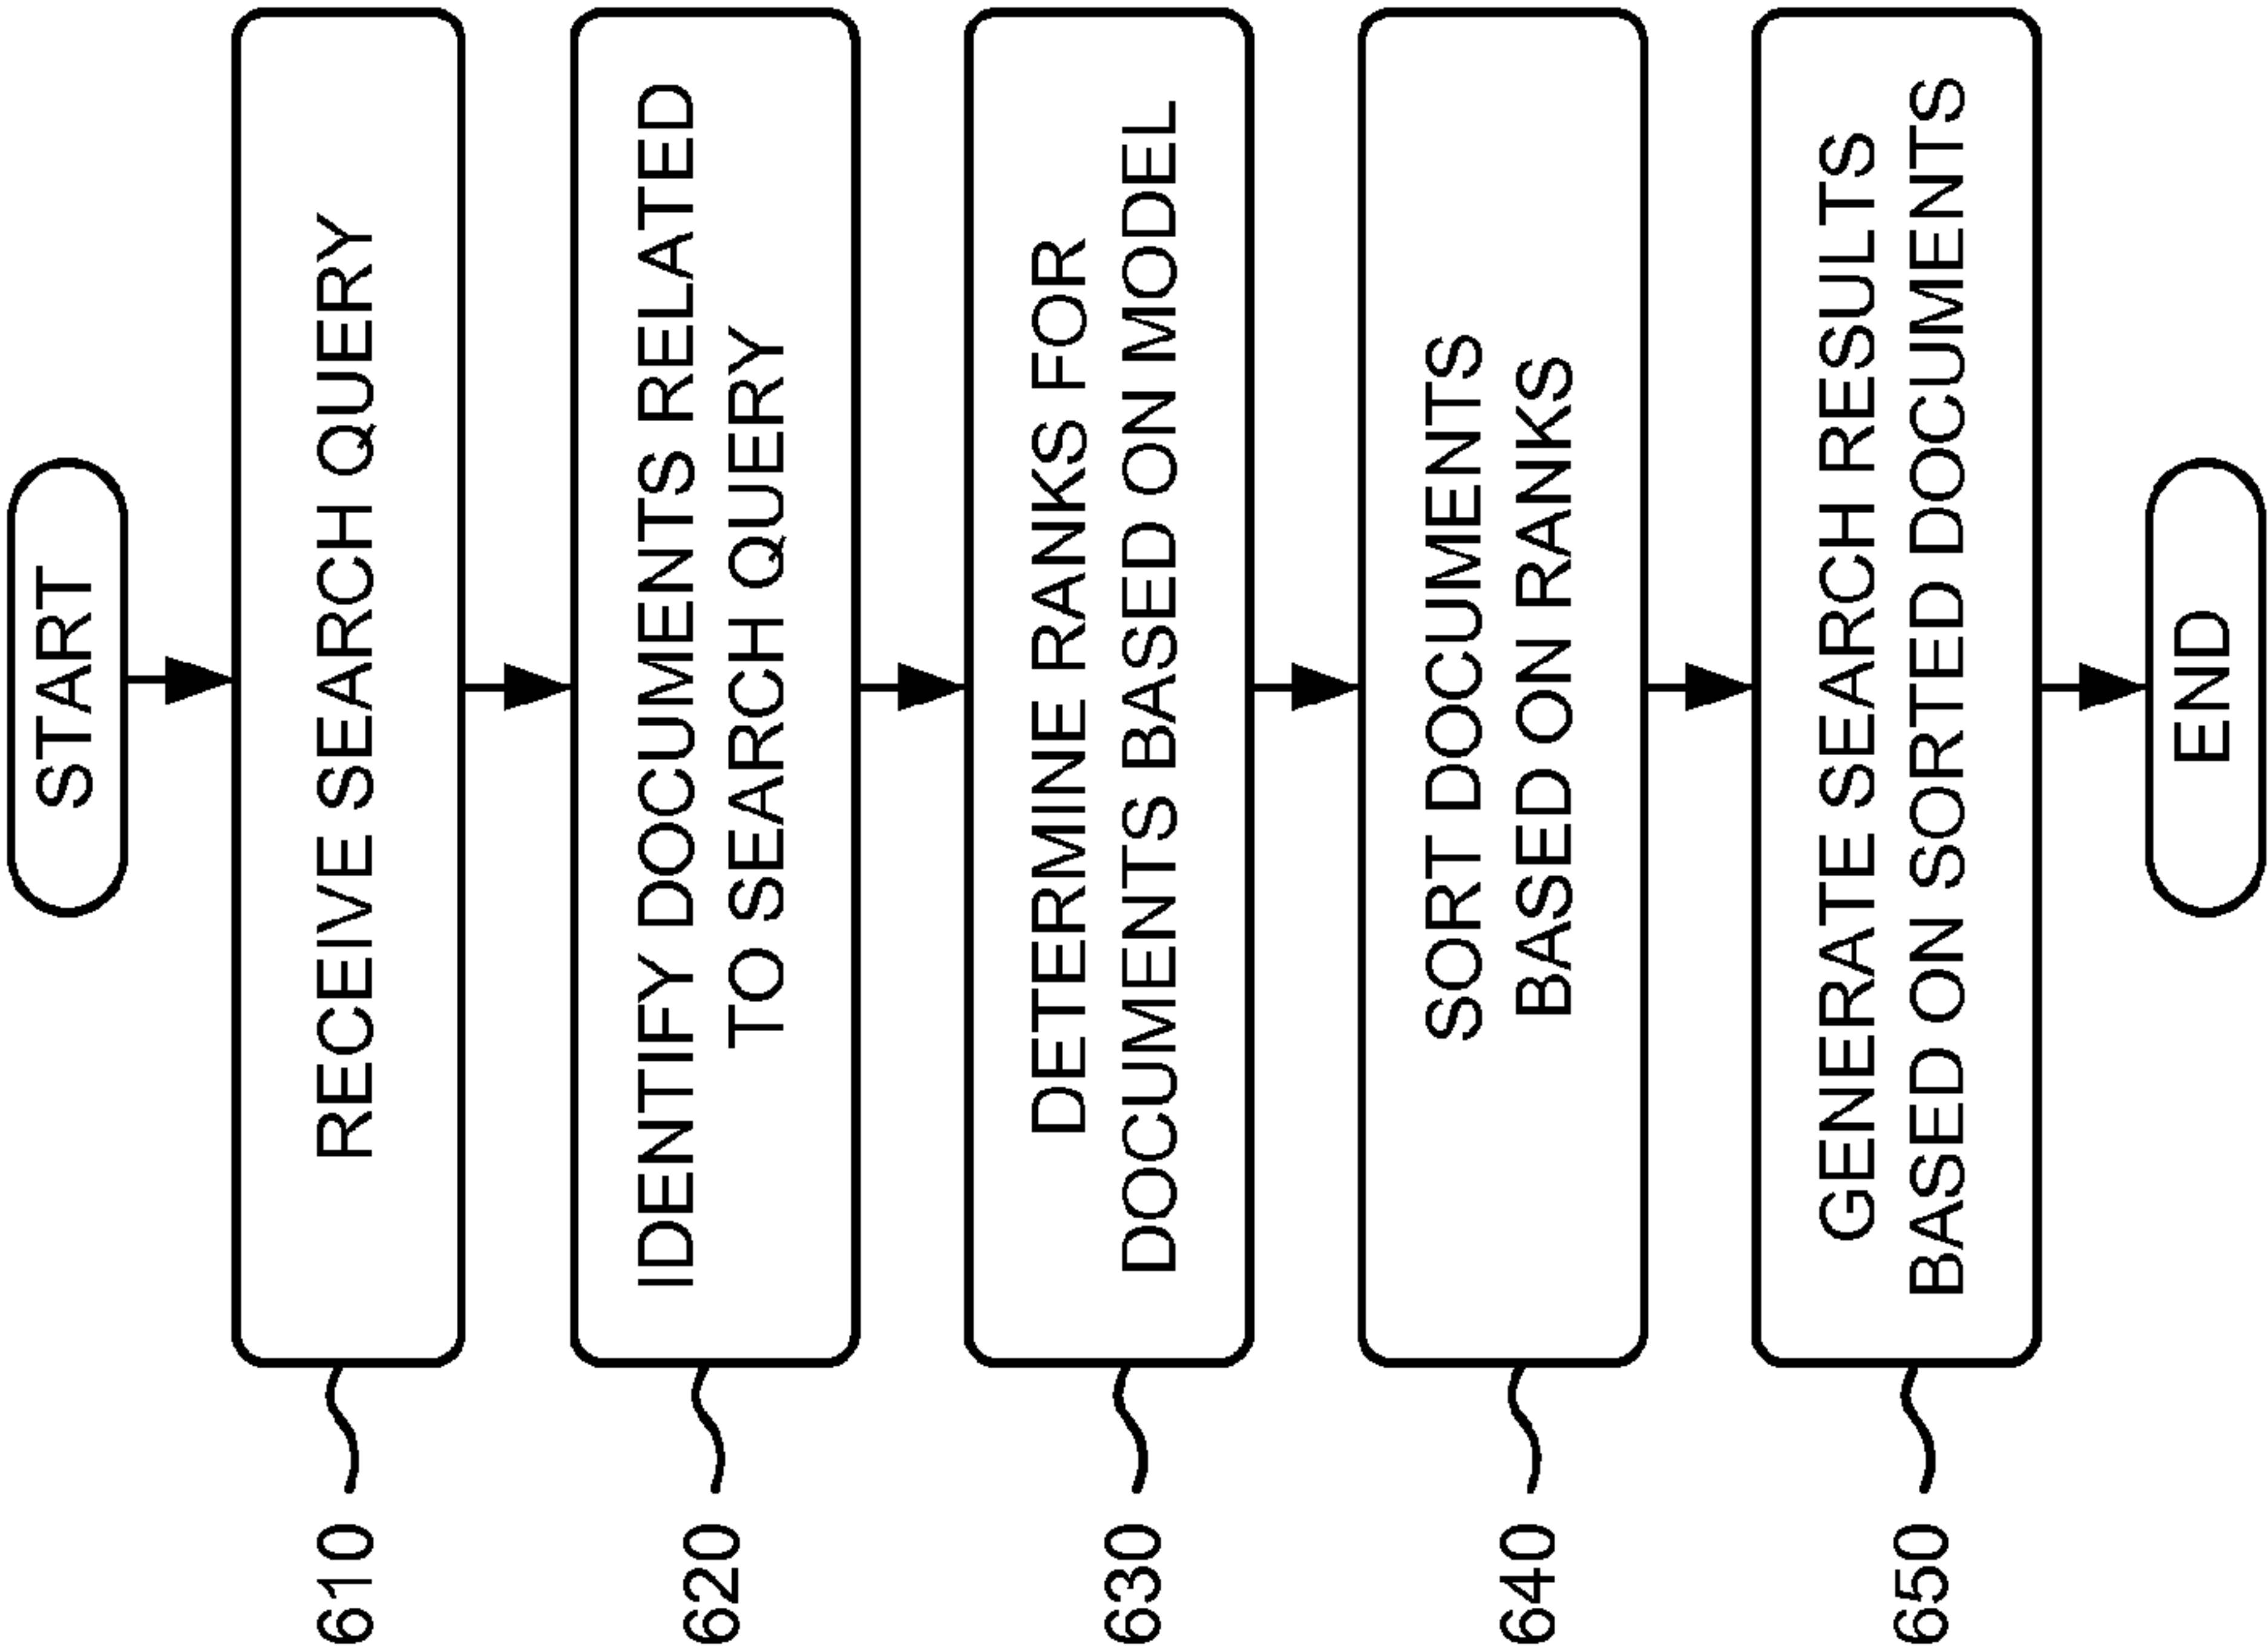 START
610
RECEIVE SEARCH QUERY
620
IDENTIFY DOCUMENTS RELATED
TO SEARCH QUERY
630
DETERMINE RANKS FOR
DOCUMENTS BASED ON MODEL
640
SORT DOCUMENTS
BASED ON RANKS
650
GENERATE SEARCH RESULTS
BASED ON SORTED DOCUMENTS
END